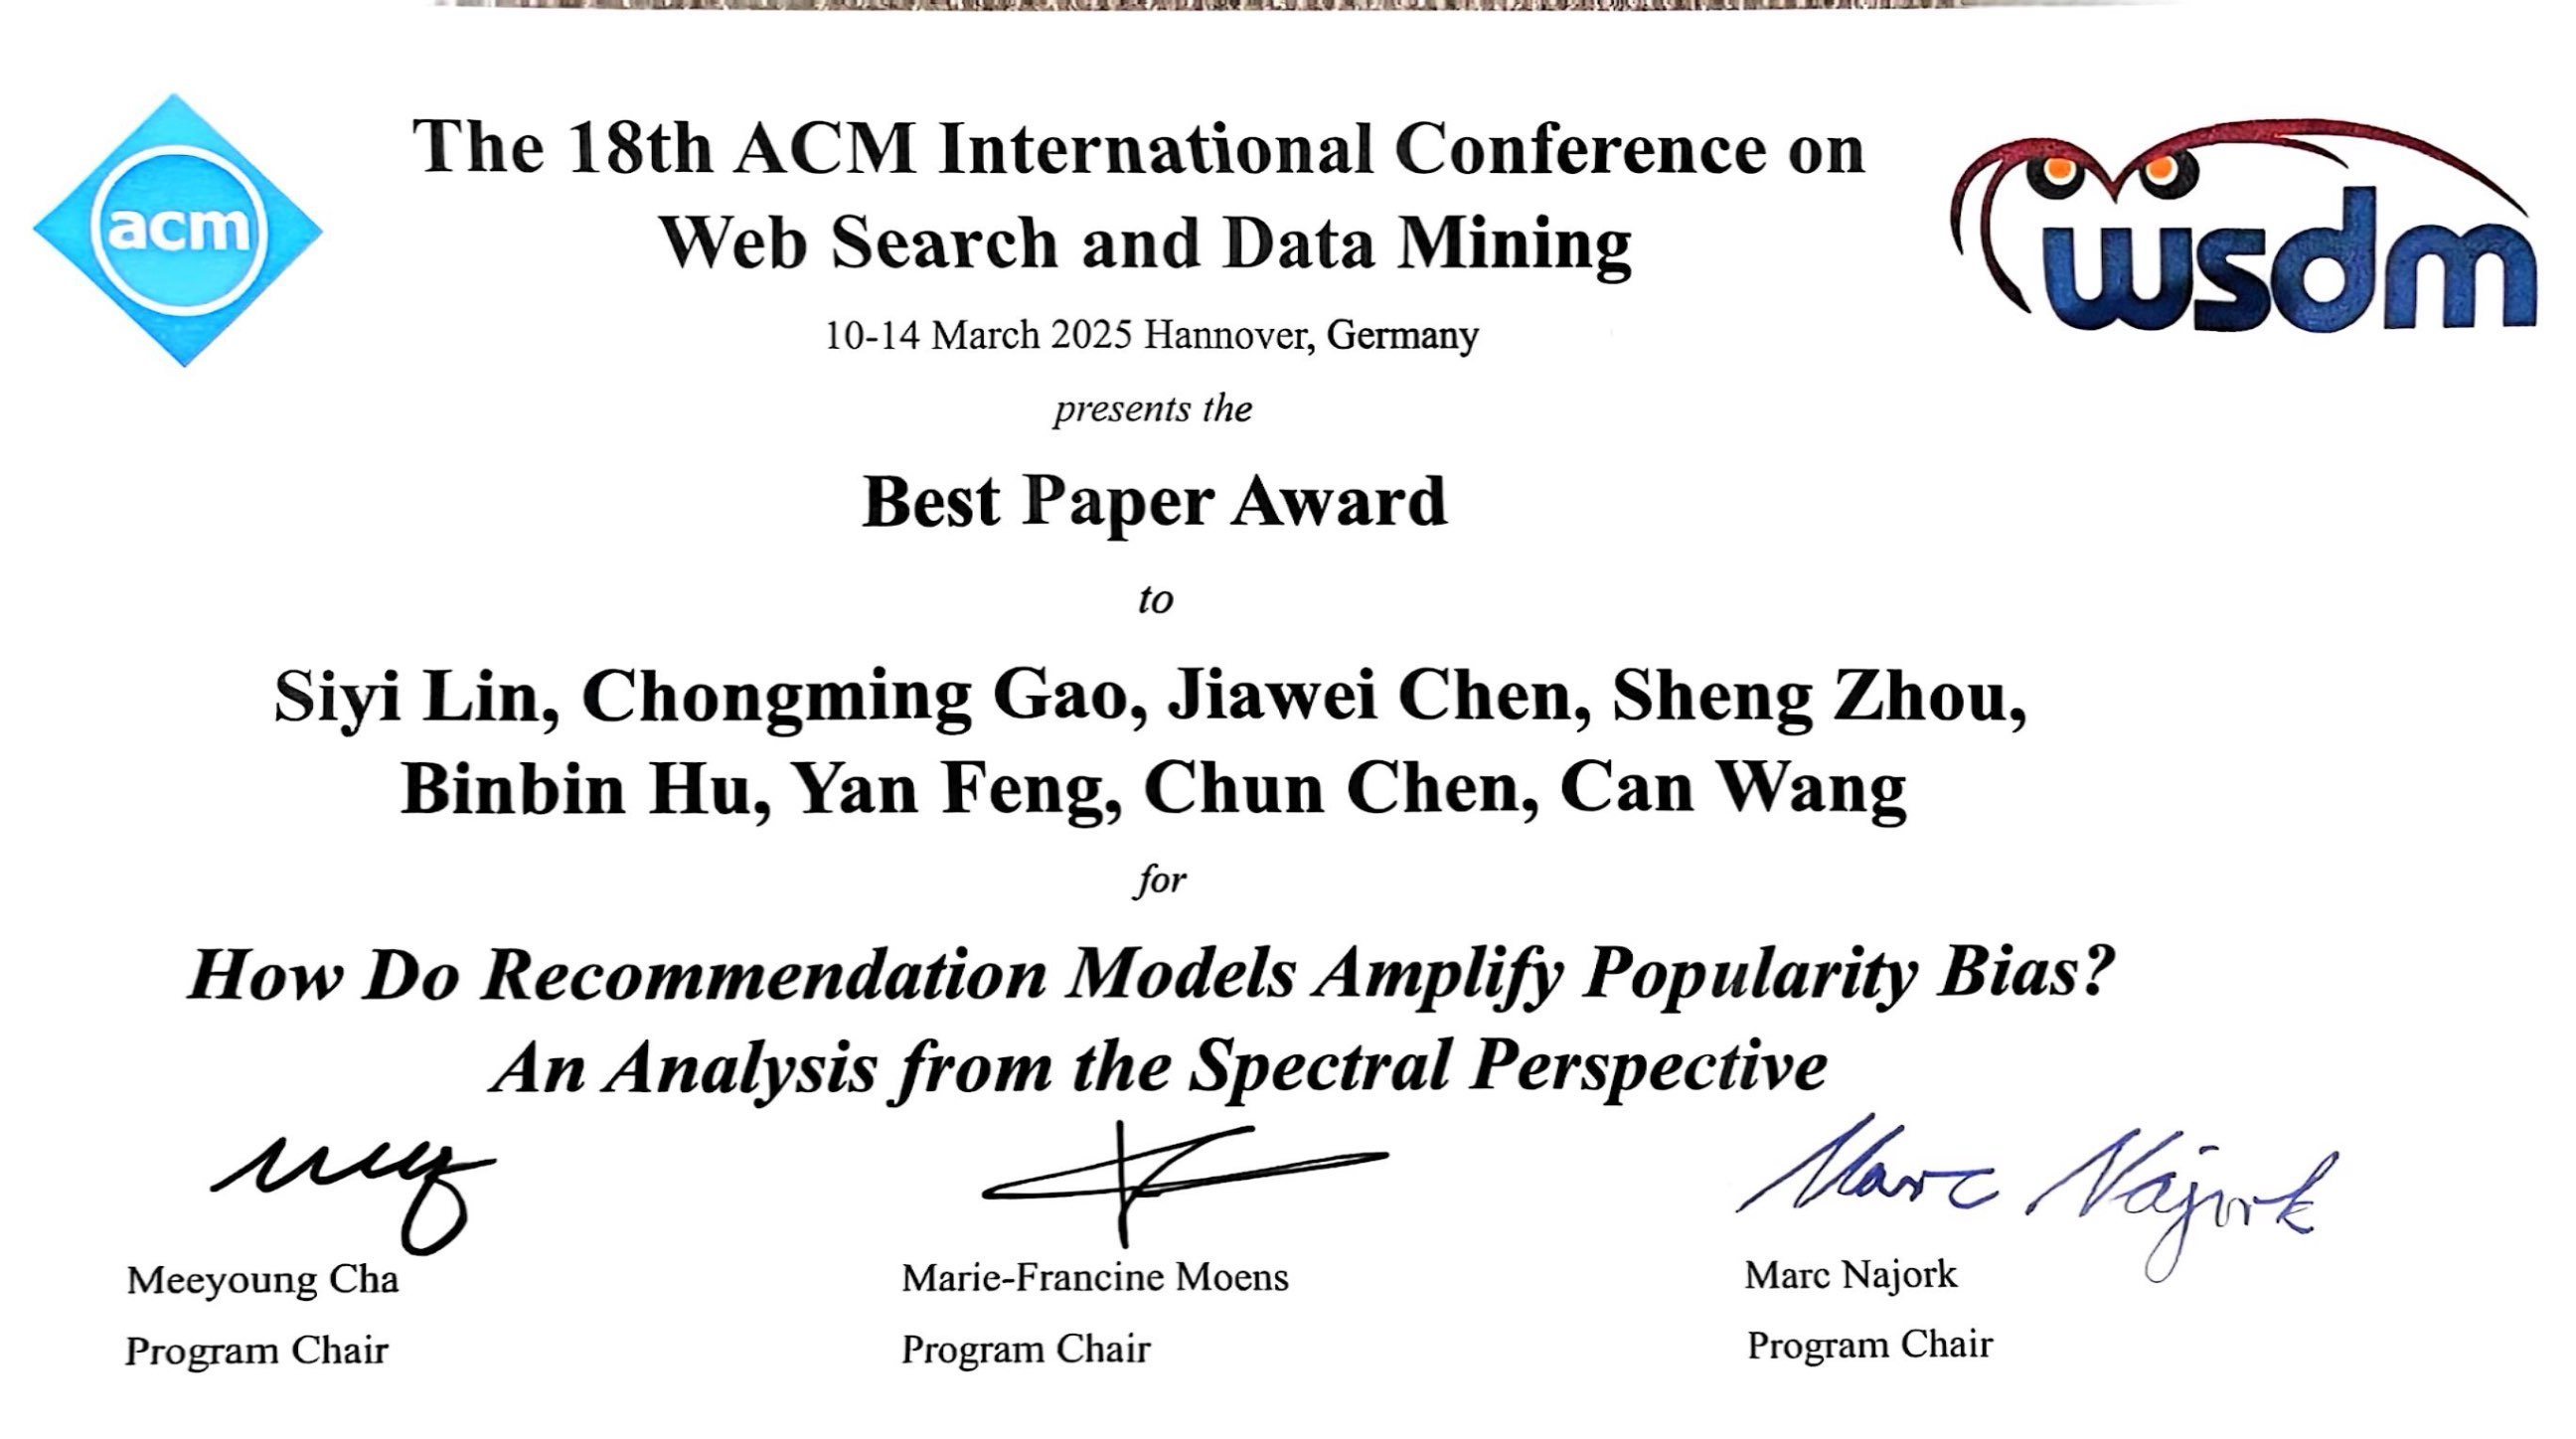 acm
The 18th ACM International Conference on
Web Search and Data Mining
wsdm
10-14 March 2025 Hannover, Germany
presents the
Best Paper Award
to
Siyi Lin, Chongming Gao, Jiawei Chen, Sheng Zhou,
Binbin Hu, Yan Feng, Chun Chen, Can Wang
for
How Do Recommendation Models Amplify Popularity Bias?
An Analysis from the Spectral Perspective
Marc Najork
Meeyoung Cha
Marie-Francine Moens
Marc Najork
Program Chair
Program Chair
Program Chair